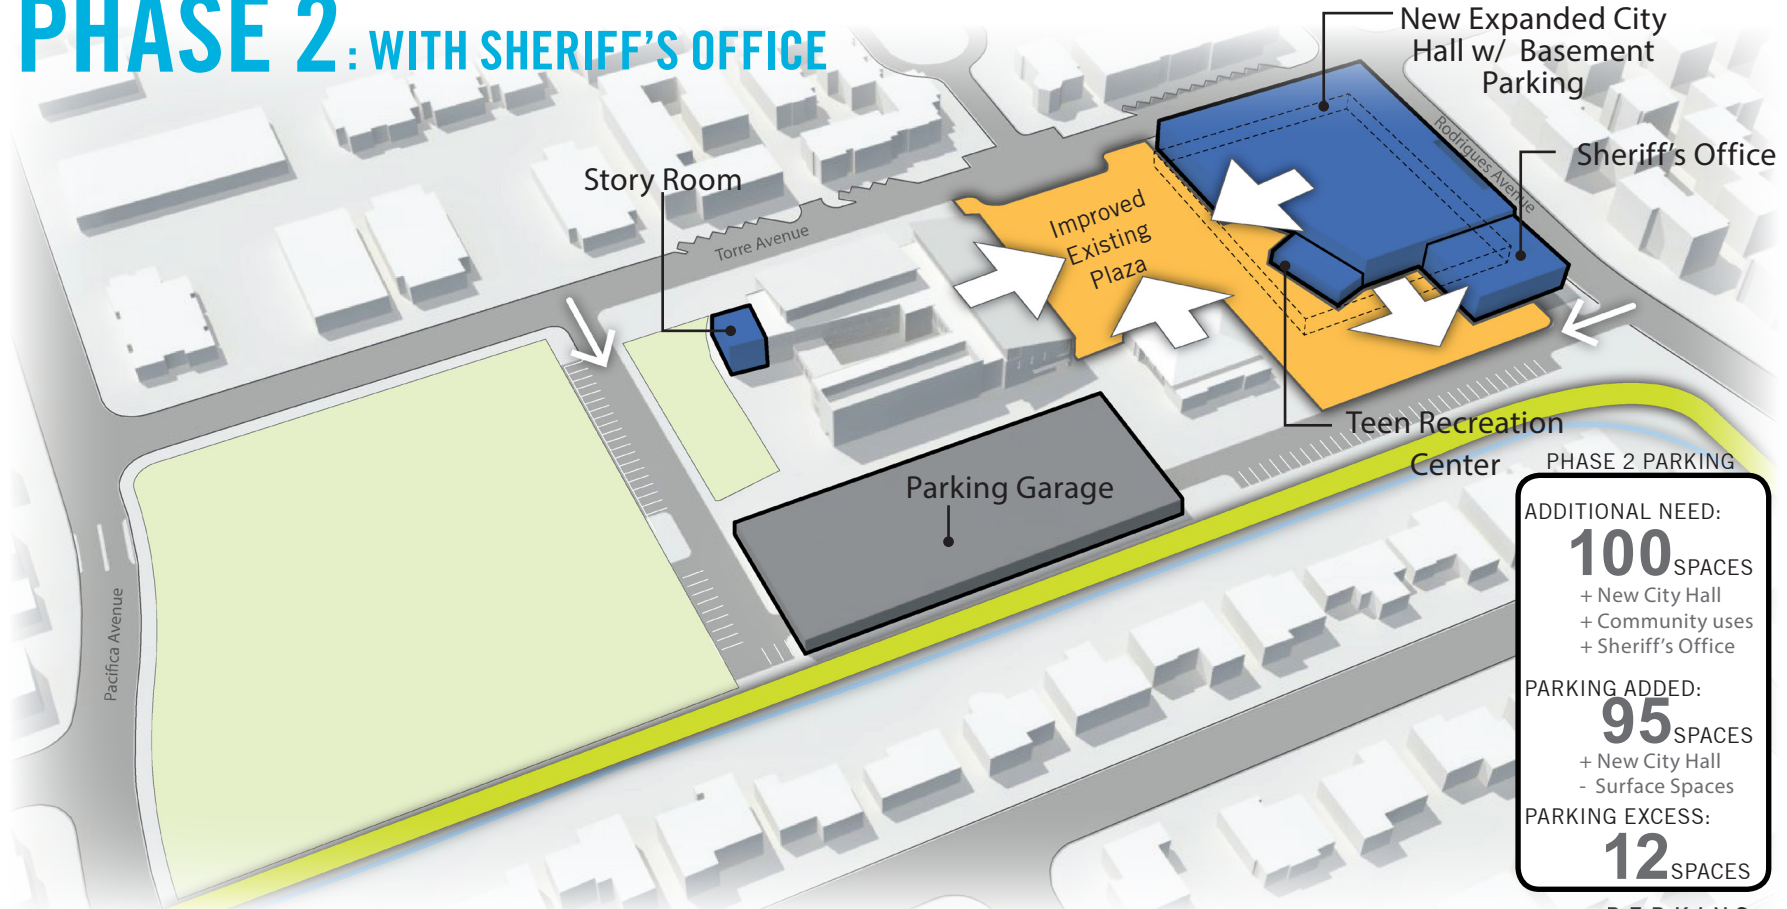 PHASE 2: WITH SHERIFF'S OFFICE
New Expanded City
Hall w/ Basement
Parking
Rodrigues Avenue
Sheriff's Office
Story Room
Torre Avenue
Improved
Existing
Plaza
Teen Recreation
Center
Parking Garage
Pacifica Avenue
PHASE 2 PARKING
ADDITIONAL NEED:
100 SPACES
+ New City Hall
+ Community uses
+ Sheriff's Office
PARKING ADDED:
95 SPACES
+ New City Hall
- Surface Spaces
PARKING EXCESS:
12 SPACES